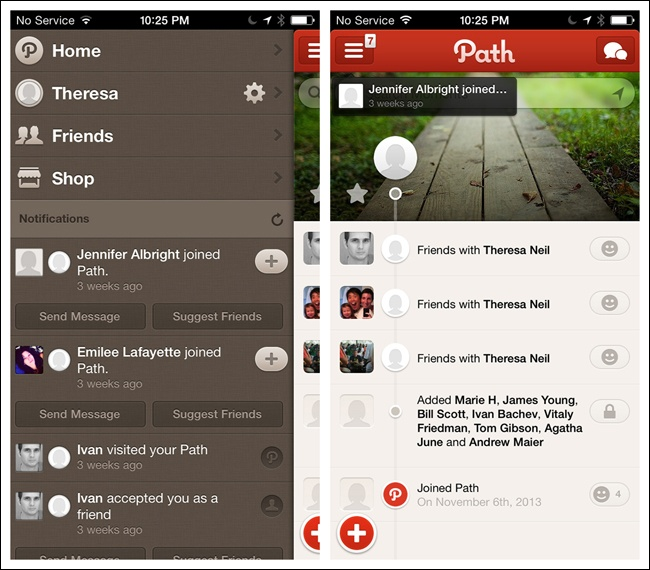 No Service 10:25 PM
Home
Theresa
Friends
Shop
Notifications
Jennifer Albright joined
Path.
3 weeks ago
Send Message Suggest Friends
Emilee Lafayette joined
Path.
3 weeks ago
Send Message Suggest Friends
Ivan visited your Path
3 weeks ago
Ivan accepted you as a
friend
3 weeks ago
Send Message Suggest Friends
No Service 10:25 PM
7
Path
Jennifer Albright joined...
3 weeks ago
Friends with Theresa Neil
Friends with Theresa Neil
Friends with Theresa Neil
Added Marie H, James Young,
Bill Scott, Ivan Bachev, Vitaly
Friedman, Tom Gibson, Agatha
June and Andrew Maier
Joined Path
On November 6th, 2013
4